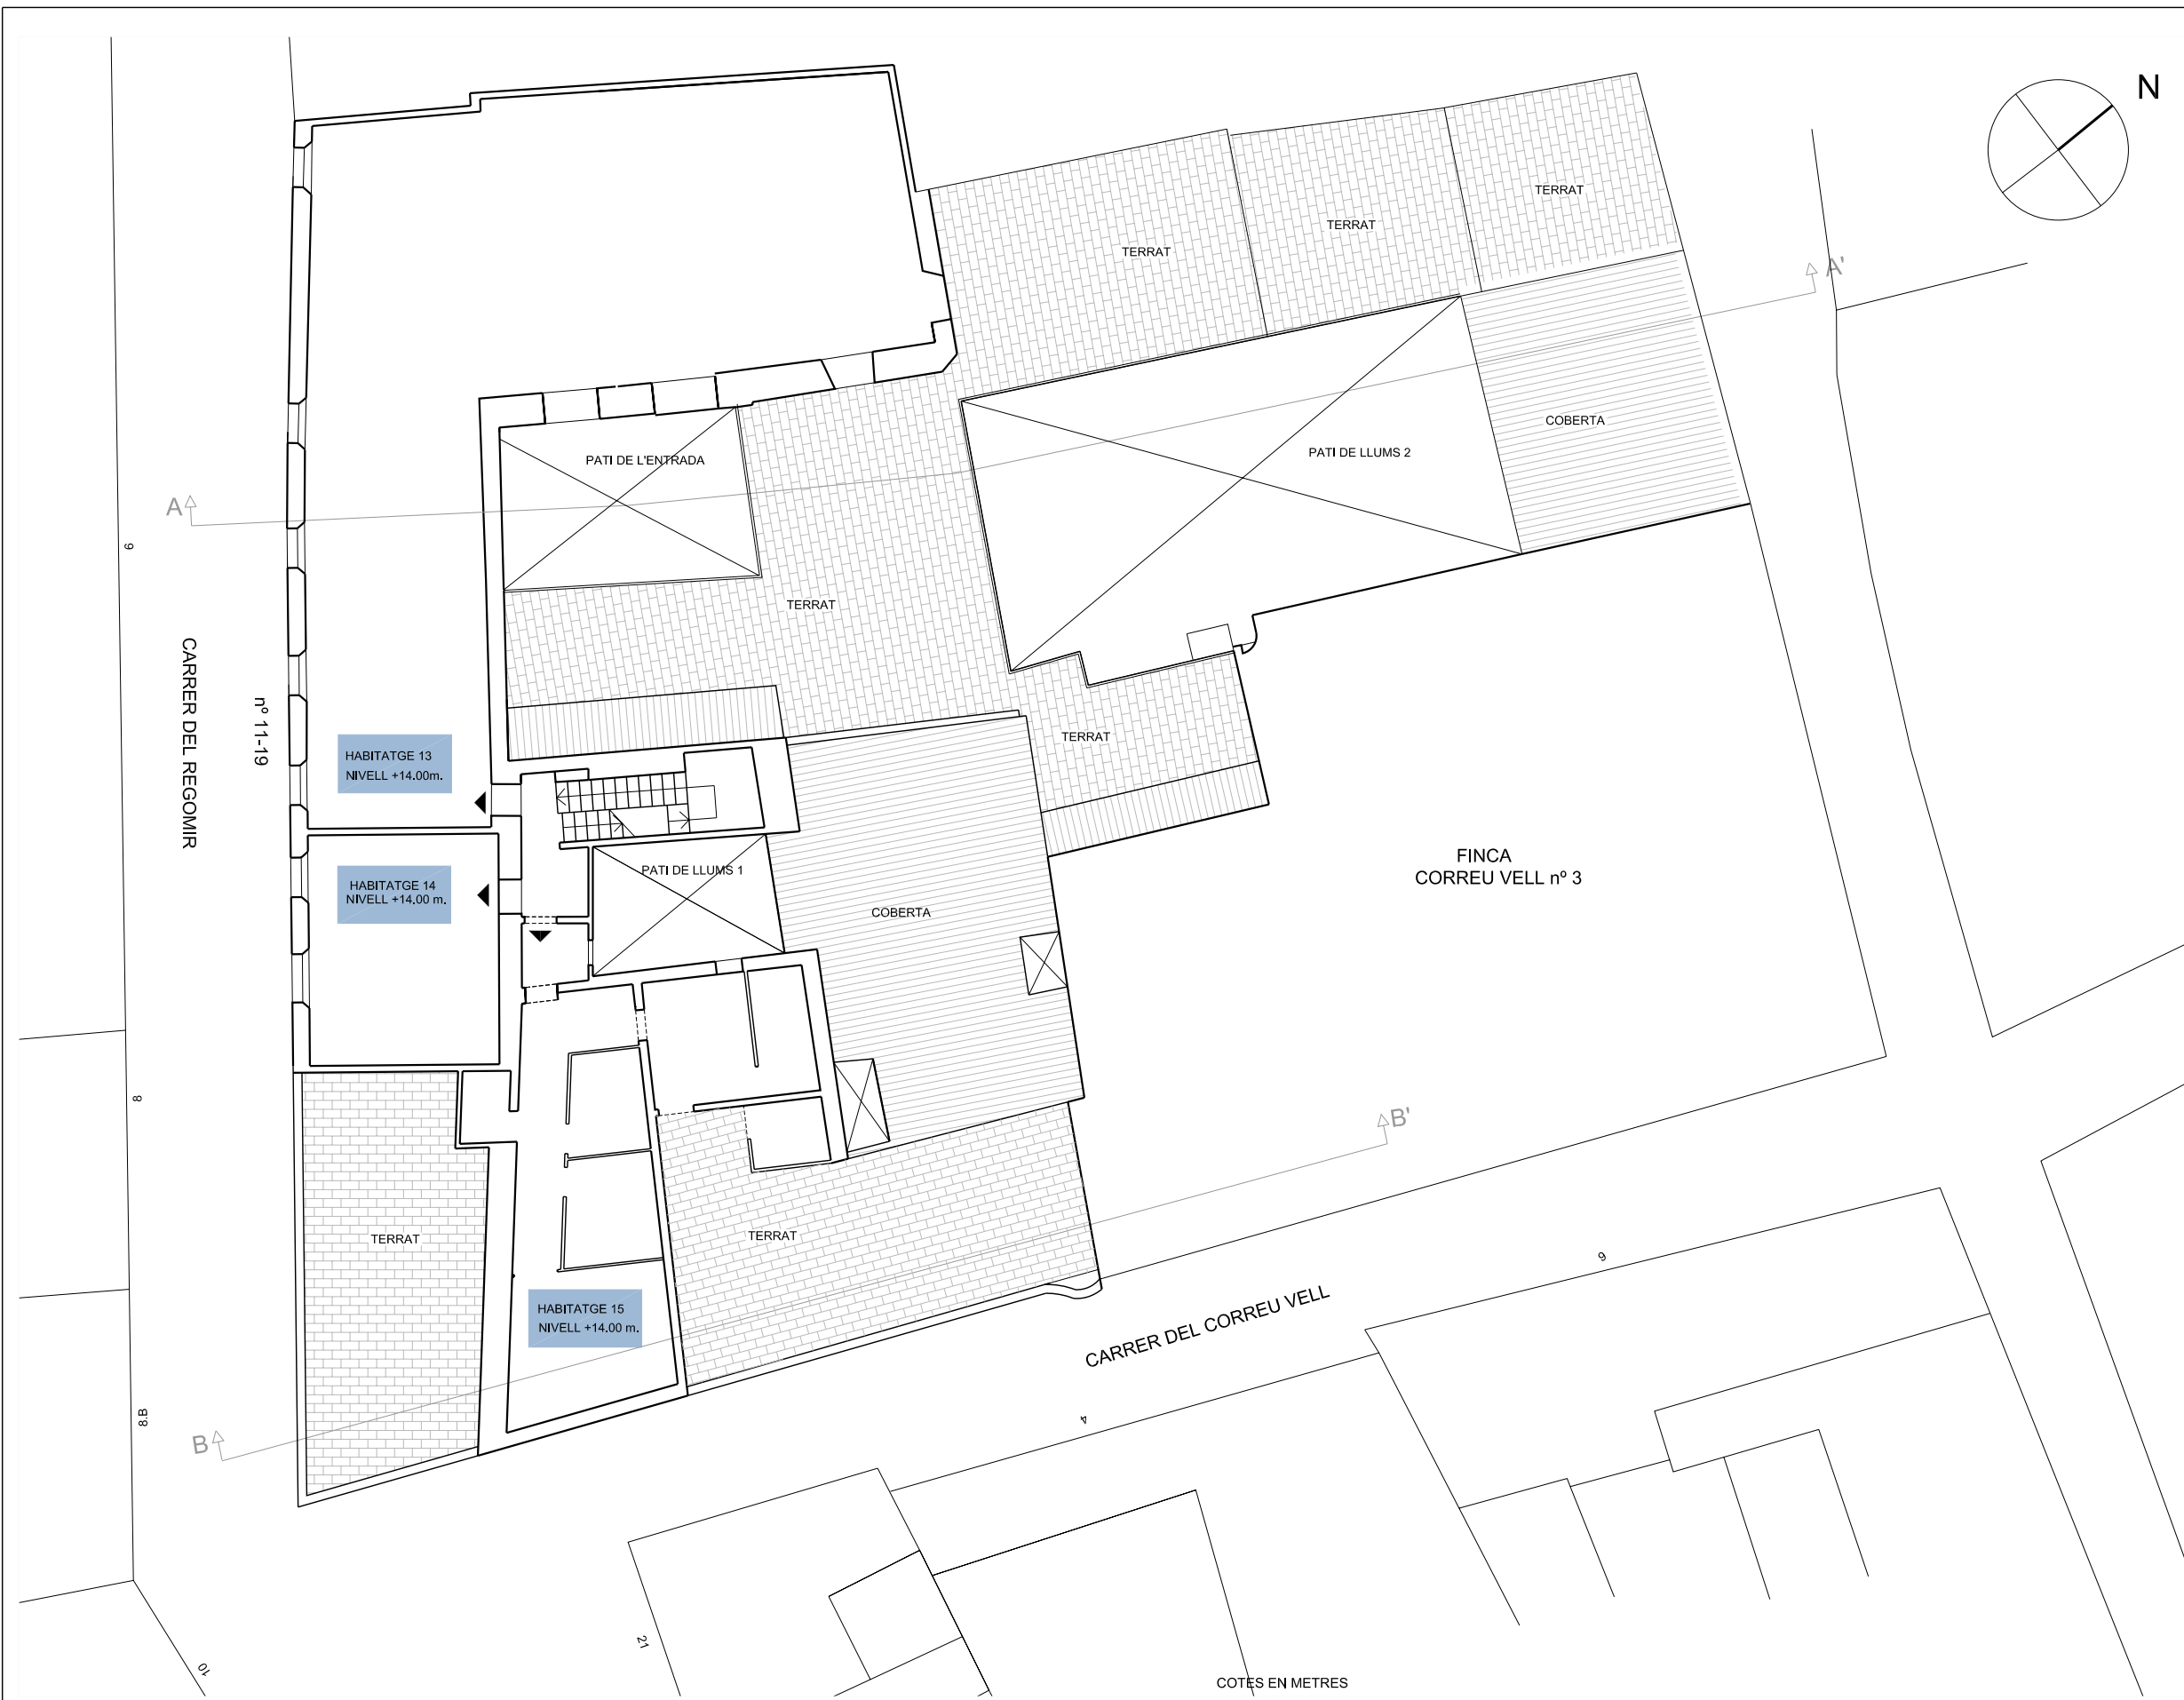 N
TERRAT
TERRAT
TERRAT
A'
COBERTA
PATI DE L'ENTRADA
PATI DE LLUMS 2
A
9
TERRAT
CARRER DEL REGOMIR
nº 11-19
TERRAT
HABITATGE 13
NIVELL +14.00m.
PATI DE LLUMS 1
HABITATGE 14
NIVELL +14.00 m.
COBERTA
FINCA
CORREU VELL nº 3
8
B'
TERRAT
TERRAT
6
HABITATGE 15
NIVELL +14.00 m.
CARRER DEL CORREU VELL
8.B
4
B
21
10
COTES EN METRES